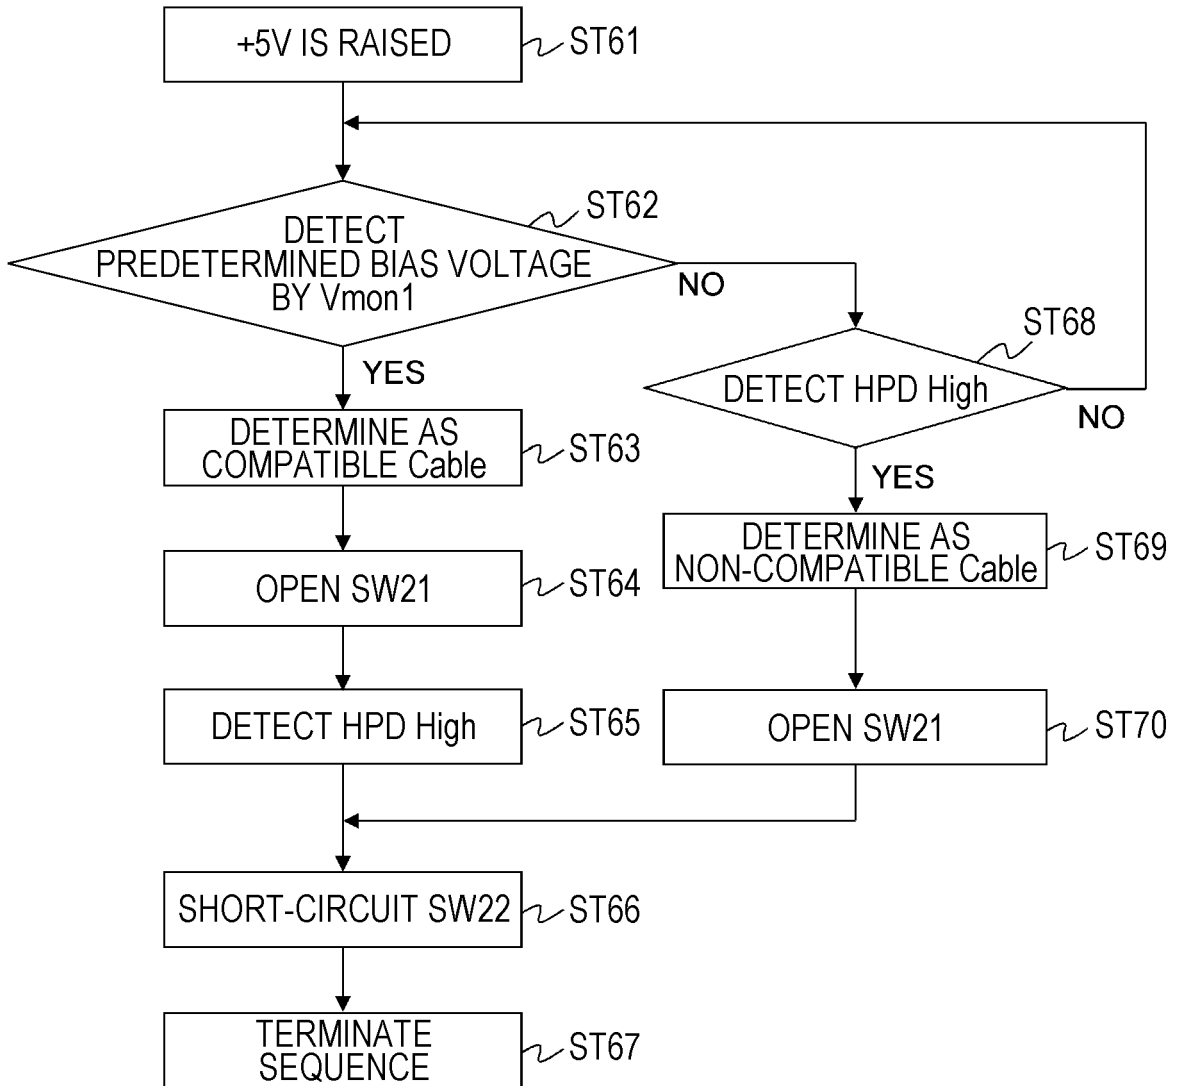 +5V IS RAISED
ST61
DETECT
PREDETERMINED BIAS VOLTAGE
BY Vmon1
ST62
NO
YES
DETECT HPD High
ST68
NO
YES
DETERMINE AS
COMPATIBLE Cable
ST63
DETERMINE AS
NON-COMPATIBLE Cable
ST69
OPEN SW21
ST64
DETECT HPD High
ST65
OPEN SW21
ST70
SHORT-CIRCUIT SW22
ST66
TERMINATE
SEQUENCE
ST67